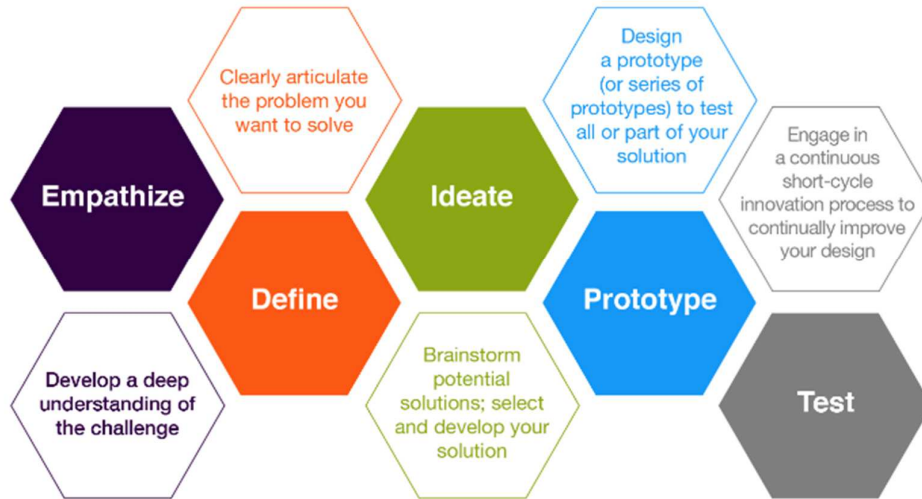 Empathize
Develop a deep
understanding of
the challenge
Clearly articulate
the problem you
want to solve
Define
Ideate
Brainstorm
potential
solutions; select
and develop your
solution
Design
a prototype
(or series of
prototypes) to test
all or part of your
solution
Prototype
Engage in
a continuous
short-cycle
innovation process to
continually improve
your design
Test